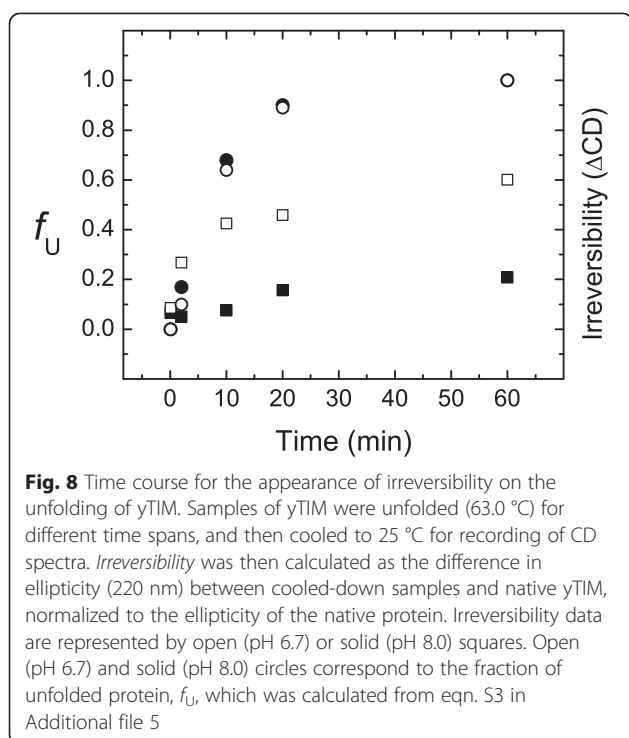 1.0
0.8
0.6
0.4
0.2
0.0
fU
Irreversibility (ΔCD)
0 10 20 30 40 50 60
Time (min)
Fig. 8 Time course for the appearance of irreversibility on the
unfolding of yTIM. Samples of yTIM were unfolded (63.0 °C) for
different time spans, and then cooled to 25 °C for recording of CD
spectra. Irreversibility was then calculated as the difference in
ellipticity (220 nm) between cooled-down samples and native yTIM,
normalized to the ellipticity of the native protein. Irreversibility data
are represented by open (pH 6.7) or solid (pH 8.0) squares. Open
(pH 6.7) and solid (pH 8.0) circles correspond to the fraction of
unfolded protein, fU, which was calculated from eqn. S3 in
Additional file 5